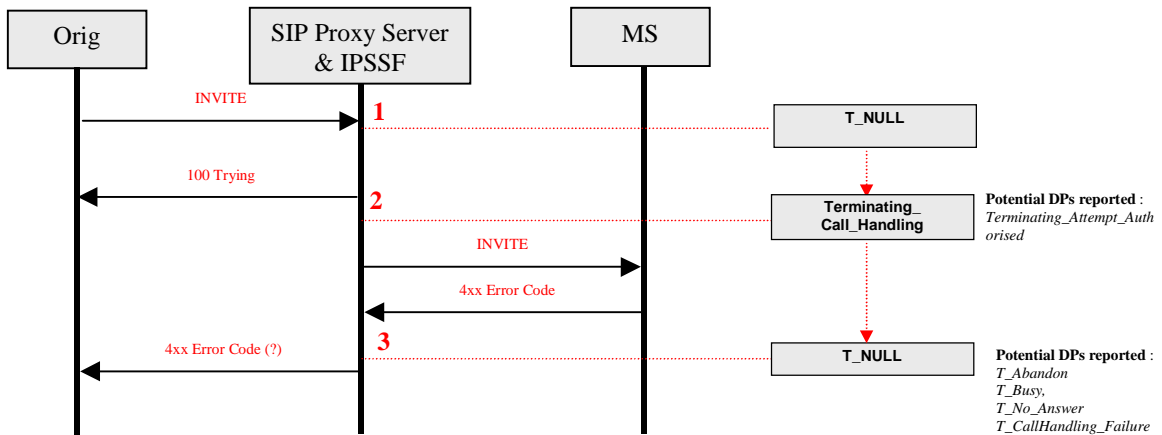 Orig
SIP Proxy Server
& IPSSF
MS
INVITE
1
T_NULL
100 Trying
2
Terminating_
Call_Handling
Potential DPs reported :
Terminating_Attempt_Auth
orised
INVITE
4xx Error Code
3
4xx Error Code (?)
T_NULL
Potential DPs reported :
T_Abandon
T_Busy,
T_No_Answer
T_CallHandling_Failure